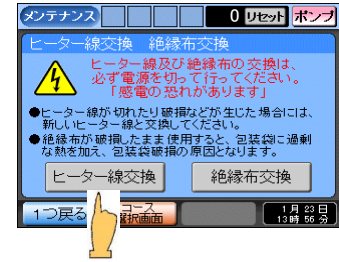 メンテナンス 0 リセット ポンプ
ヒーター線交換 絶縁布交換
ヒーター線及び絶縁布の交換は、
必ず電源を切って行ってください。
「感電の恐れがあります」
●ヒーター線が切れたり破損などが生じた場合には、
新しいヒーター線と交換してください。
●絶縁布が破損したまま使用すると、包装袋に過剰
な熱を加え、包装袋破損の原因となります。
ヒーター線交換 絶縁布交換
1つ戻る コース 1月23日
選択画面 13時56分